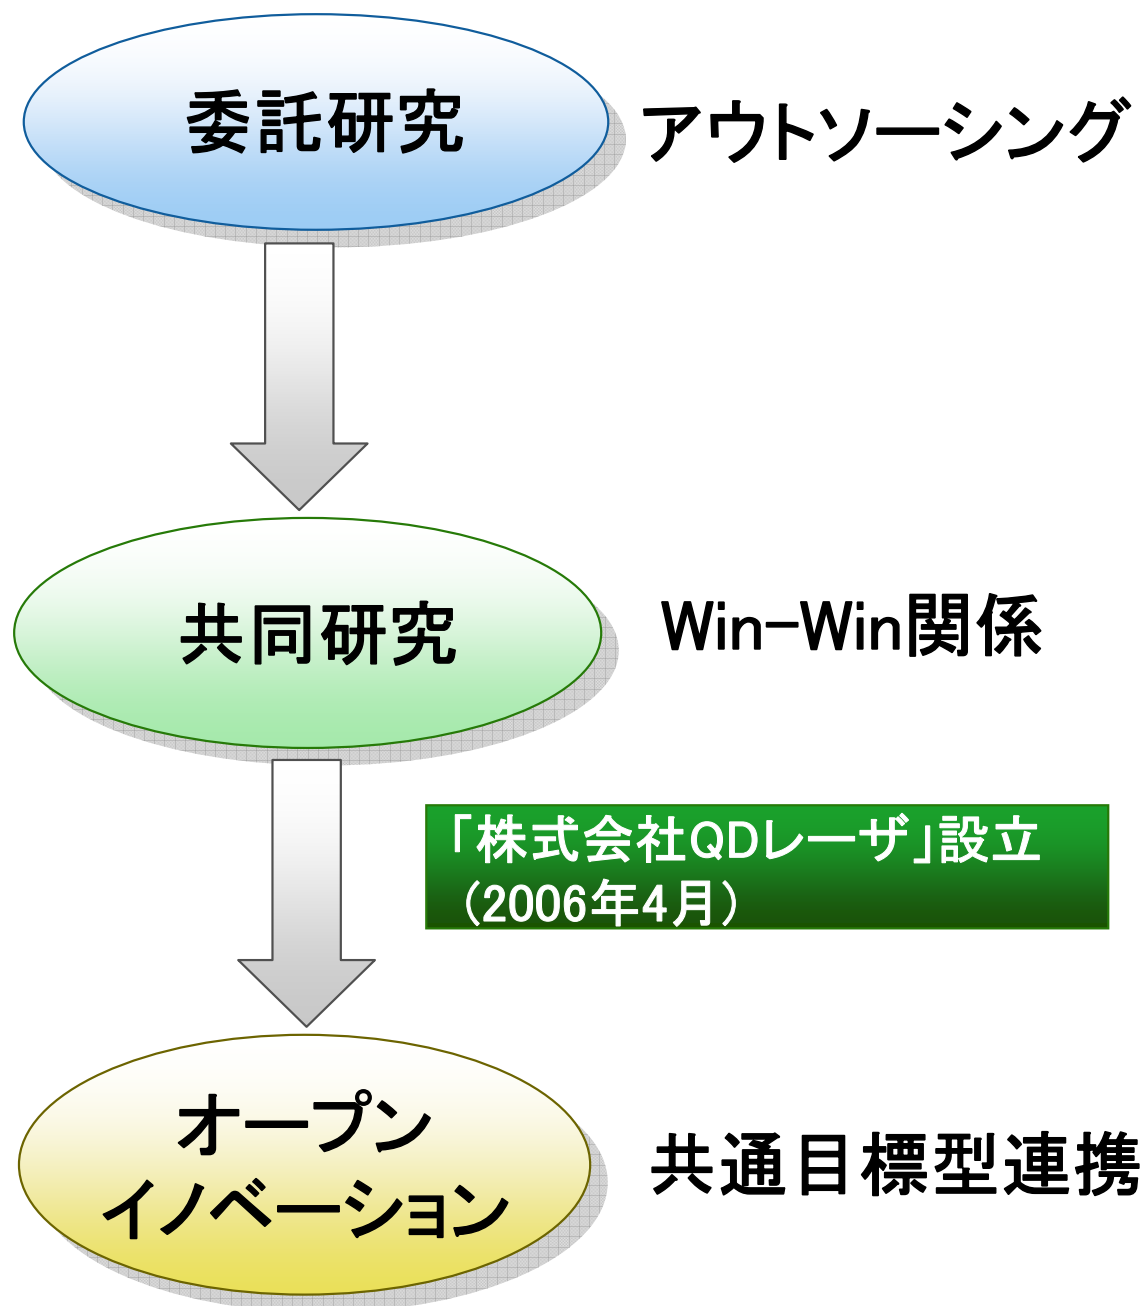 委託研究
アウトソーシング
共同研究
Win-Win関係
「株式会社QDレーザ」設立
(2006年4月)
オープン
イノベーション
共通目標型連携